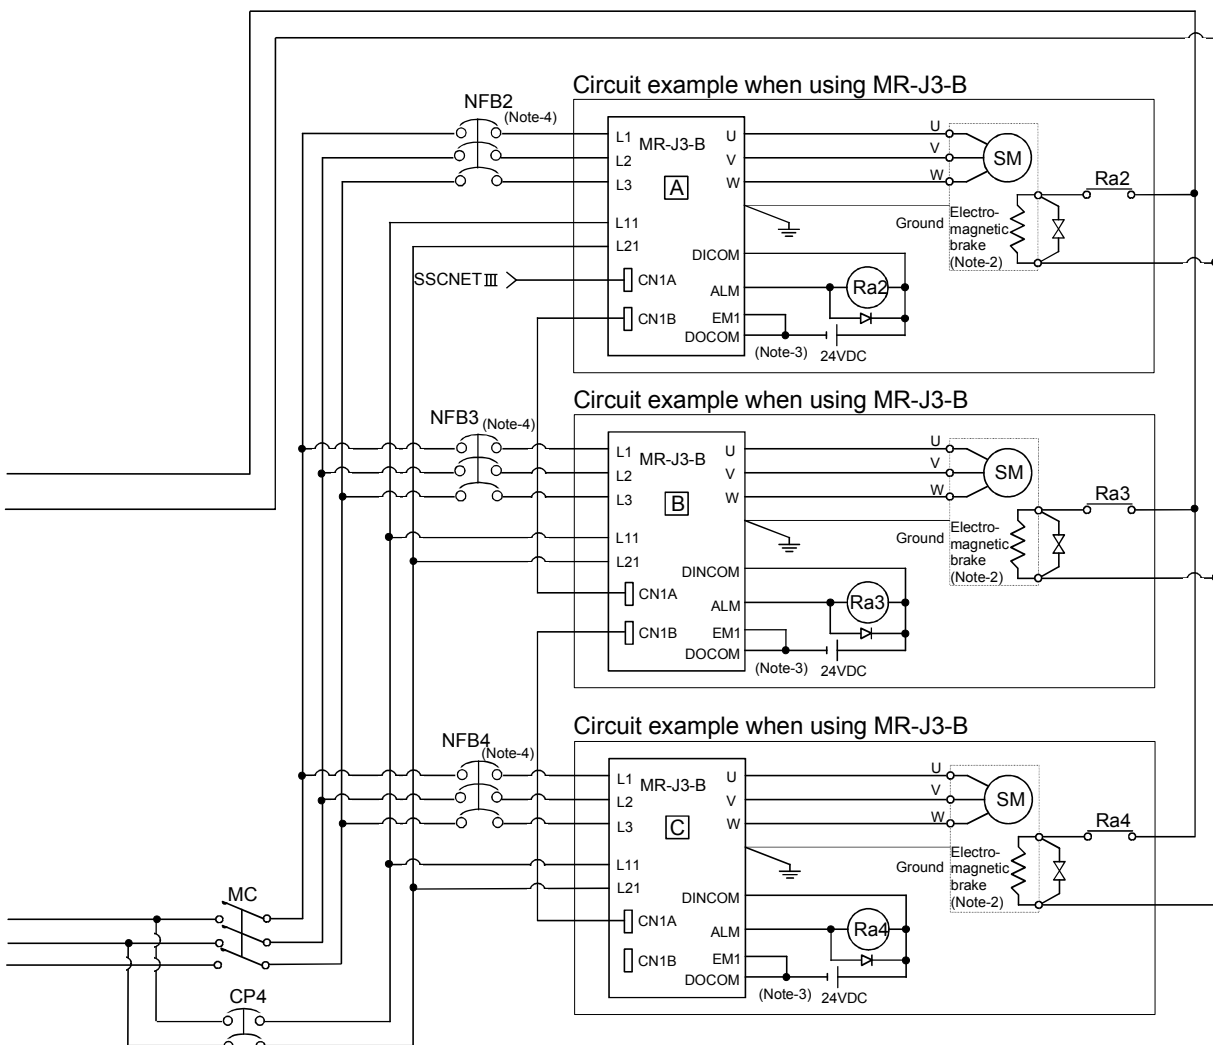 Circuit example when using MR-J3-B
NFB2
(Note-4)
L1
MR-J3-B
U
U
L2
V
V
SM
L3
A
W
W
Ra2
L11
Ground
Electro-
magnetic
brake
(Note-2)
L21
DICOM
SSCNETⅢ
CN1A
ALM
Ra2
CN1B
EM1
DOCOM
(Note-3)
24VDC
Circuit example when using MR-J3-B
NFB3
(Note-4)
L1
MR-J3-B
U
U
L2
V
V
SM
L3
B
W
W
Ra3
L11
Ground
Electro-
magnetic
brake
(Note-2)
L21
DINCOM
CN1A
ALM
Ra3
CN1B
EM1
DOCOM
(Note-3)
24VDC
Circuit example when using MR-J3-B
NFB4
(Note-4)
L1
MR-J3-B
U
U
L2
V
V
SM
L3
C
W
W
Ra4
L11
Ground
Electro-
magnetic
brake
(Note-2)
L21
DINCOM
MC
CN1A
ALM
Ra4
CN1B
EM1
DOCOM
(Note-3)
24VDC
CP4